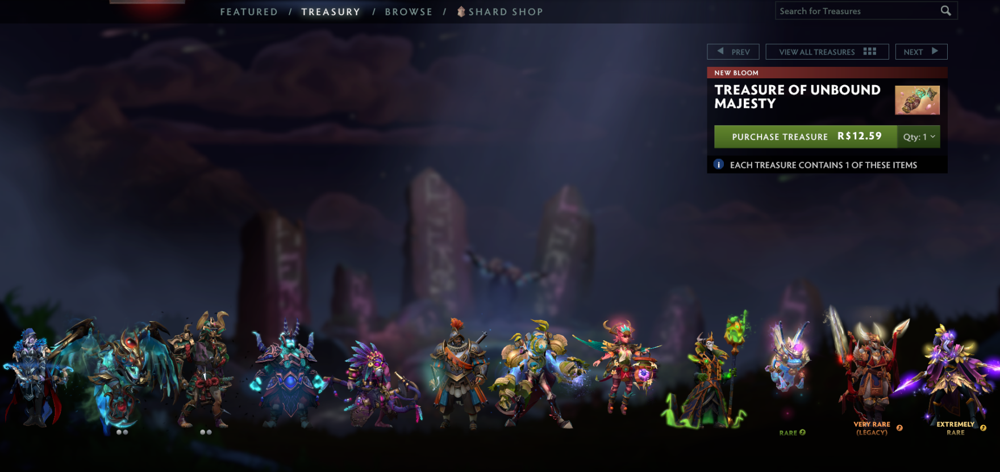 FEATURED / TREASURY / BROWSE / SHARD SHOP
Search for Treasures
PREV
VIEW ALL TREASURES
NEXT
NEW BLOOM
TREASURE OF UNBOUND
MAJESTY
PURCHASE TREASURE R$12.59
Qty: 1
EACH TREASURE CONTAINS 1 OF THESE ITEMS
RARE
VERY RARE
(LEGACY)
EXTREMELY
RARE